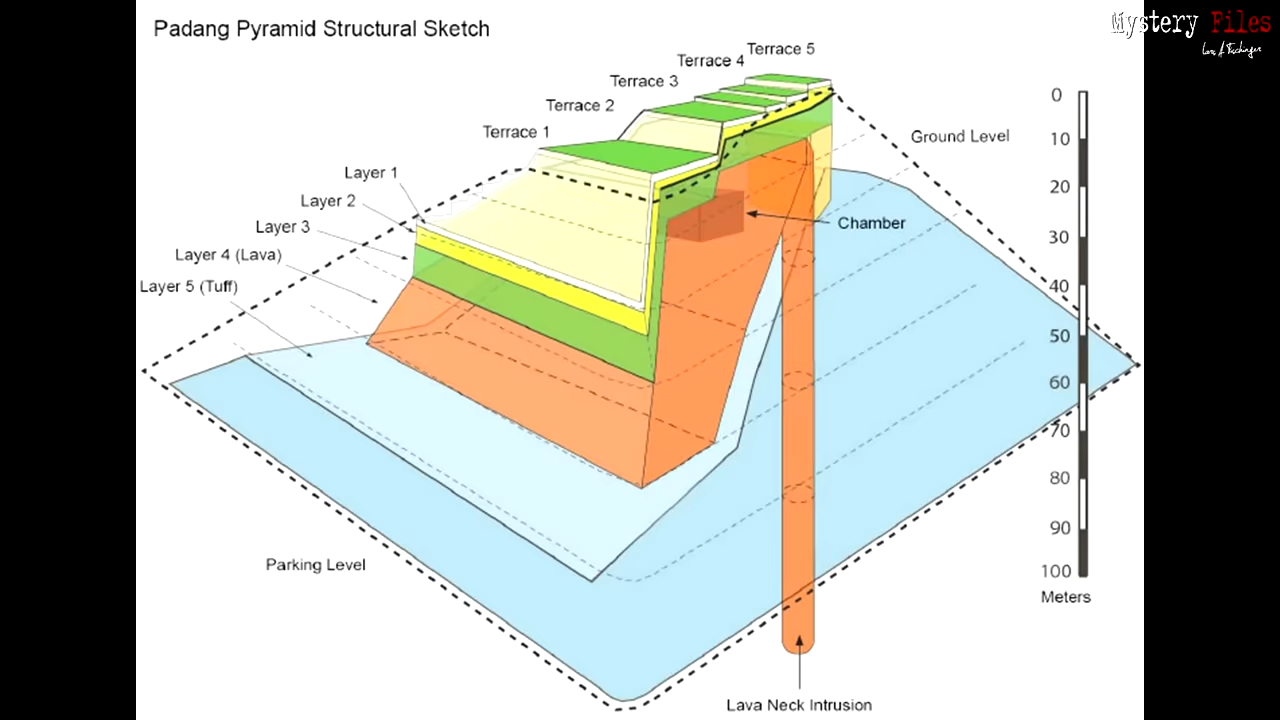 Padang Pyramid Structural Sketch
Mystery Files
Lars A. Fischinger
Terrace 5
Terrace 4
Terrace 3
Terrace 2
Terrace 1
Layer 1
Layer 2
Layer 3
Layer 4 (Lava)
Layer 5 (Tuff)
Ground Level
Chamber
Parking Level
Lava Neck Intrusion
0
10
20
30
40
50
60
70
80
90
100
Meters